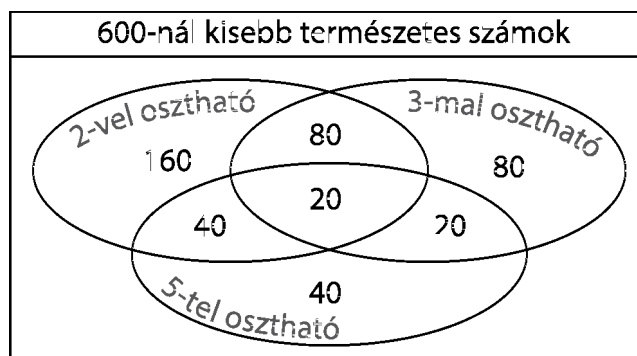 600-nál kisebb természetes számok
2-vel osztható
3-mal osztható
80
160
80
20
40
20
40
5-tel osztható